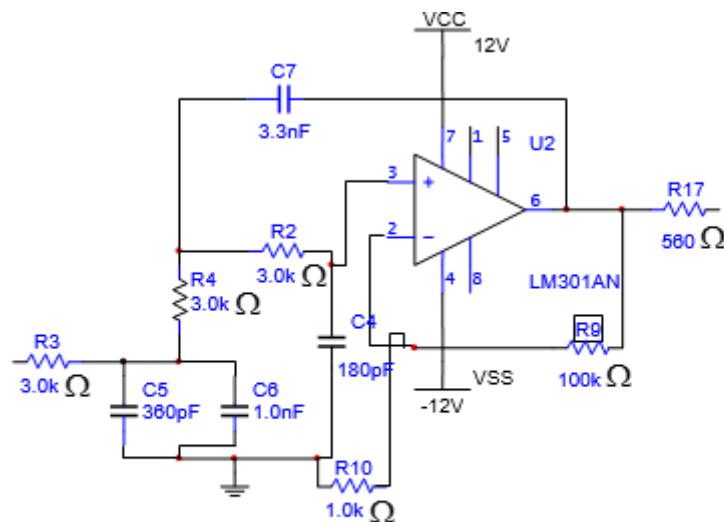 VCC
12V
C7
3.3nF
7
1
5
U2
3
+
6
R17
560 Ω
2
−
R2
3.0k Ω
R4
3.0k Ω
4
8
LM301AN
R3
3.0k Ω
C4
180pF
R9
100k Ω
C5
360pF
C6
1.0nF
VSS
-12V
R10
1.0k Ω